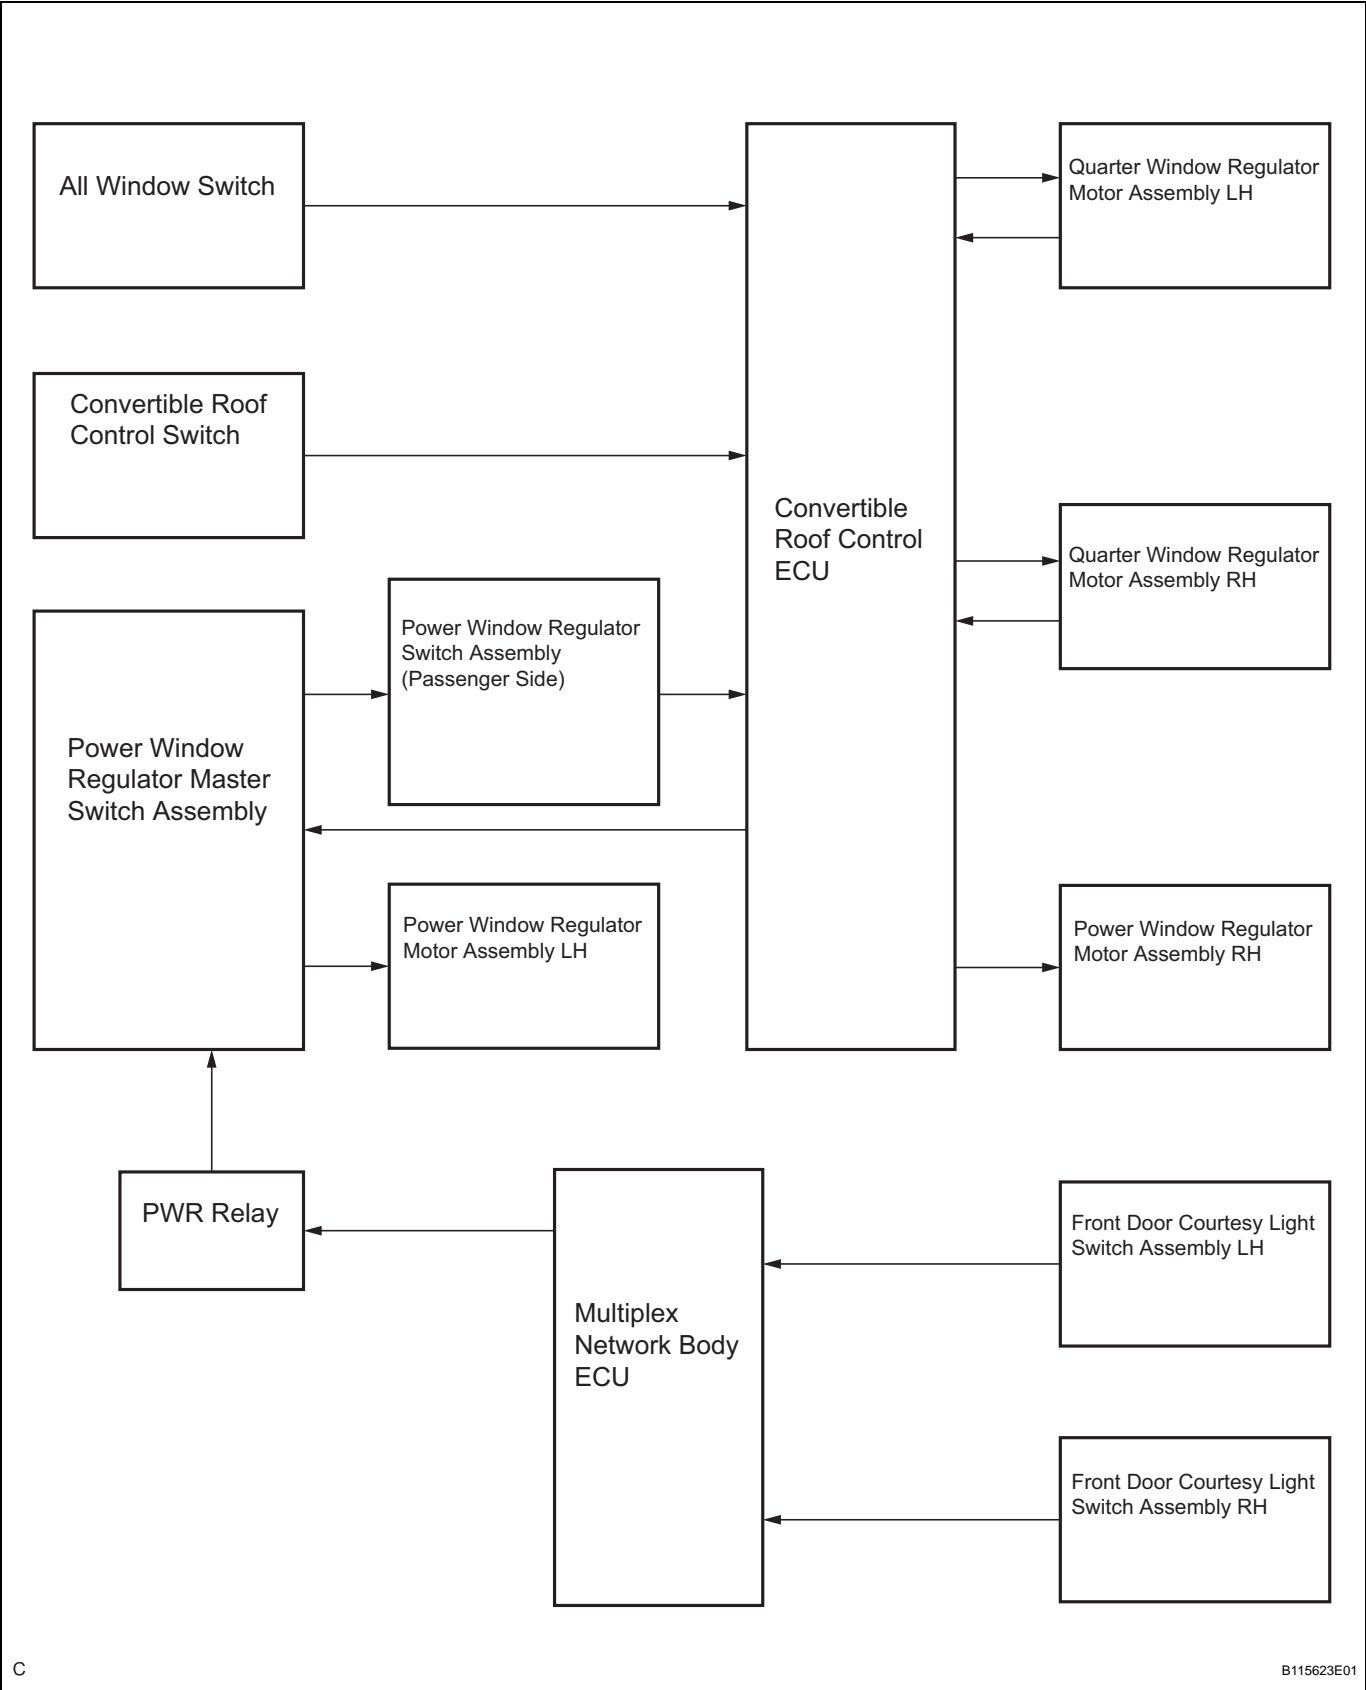 All Window Switch
Quarter Window Regulator
Motor Assembly LH
Convertible Roof
Control Switch
Convertible
Roof Control
ECU
Quarter Window Regulator
Motor Assembly RH
Power Window Regulator
Switch Assembly
(Passenger Side)
Power Window
Regulator Master
Switch Assembly
Power Window Regulator
Motor Assembly LH
Power Window Regulator
Motor Assembly RH
PWR Relay
Multiplex
Network Body
ECU
Front Door Courtesy Light
Switch Assembly LH
Front Door Courtesy Light
Switch Assembly RH
C
B115623E01